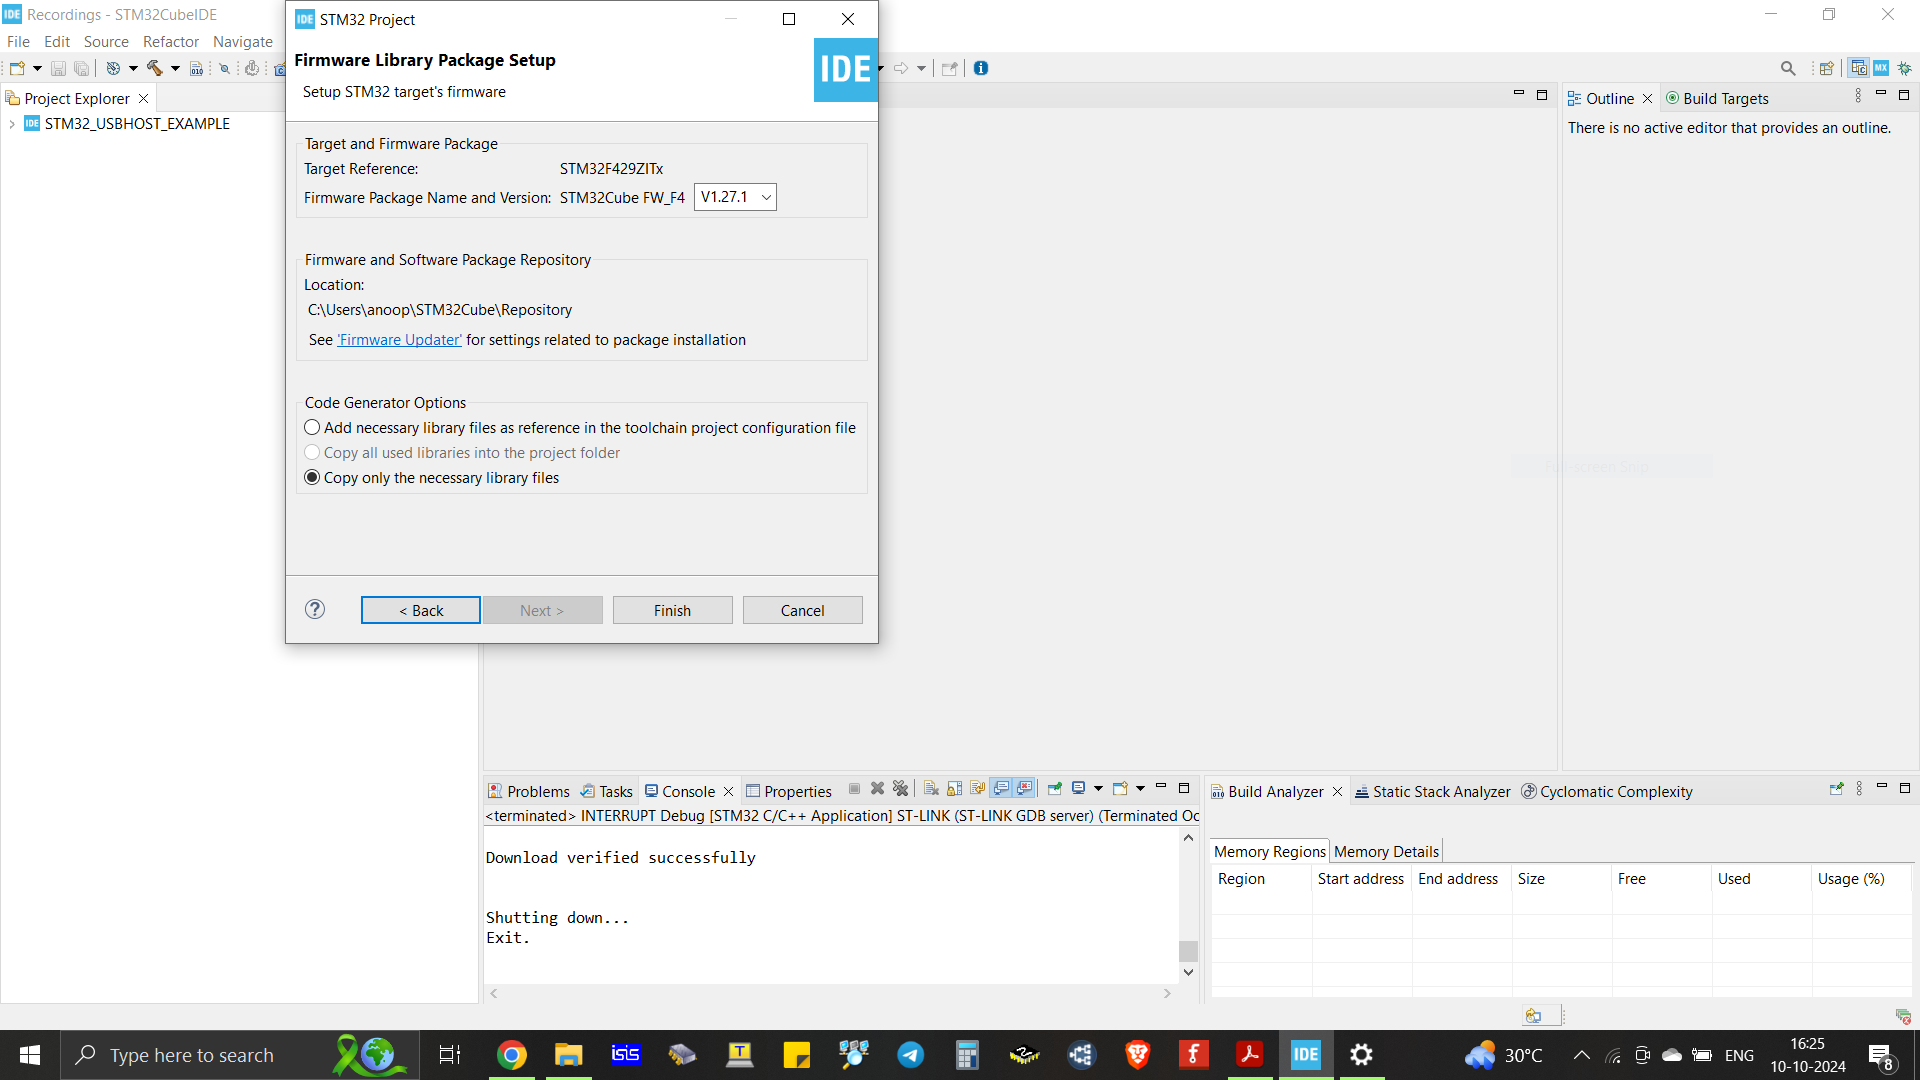 IDE Recordings - STM32CubeIDE
File Edit Source Refactor Navigate
Project Explorer
IDE STM32_USBHOST_EXAMPLE
IDE STM32 Project
Firmware Library Package Setup
Setup STM32 target's firmware
IDE
Target and Firmware Package
Target Reference: STM32F429ZITx
Firmware Package Name and Version: STM32Cube FW_F4 V1.27.1
Firmware and Software Package Repository
Location:
C:\Users\anoop\STM32Cube\Repository
See 'Firmware Updater' for settings related to package installation
Code Generator Options
Add necessary library files as reference in the toolchain project configuration file
Copy all used libraries into the project folder
Copy only the necessary library files
? < Back Next > Finish Cancel
MX
Outline Build Targets
There is no active editor that provides an outline.
Problems Tasks Console Properties
<terminated> INTERRUPT Debug [STM32 C/C++ Application] ST-LINK (ST-LINK GDB server) (Terminated Oc
Download verified successfully
Shutting down...
Exit.
Build Analyzer Static Stack Analyzer Cyclomatic Complexity
Memory Regions Memory Details
Region Start address End address Size Free Used Usage (%)
Type here to search
isis
IDE
30°C
ENG
16:25
10-10-2024
8